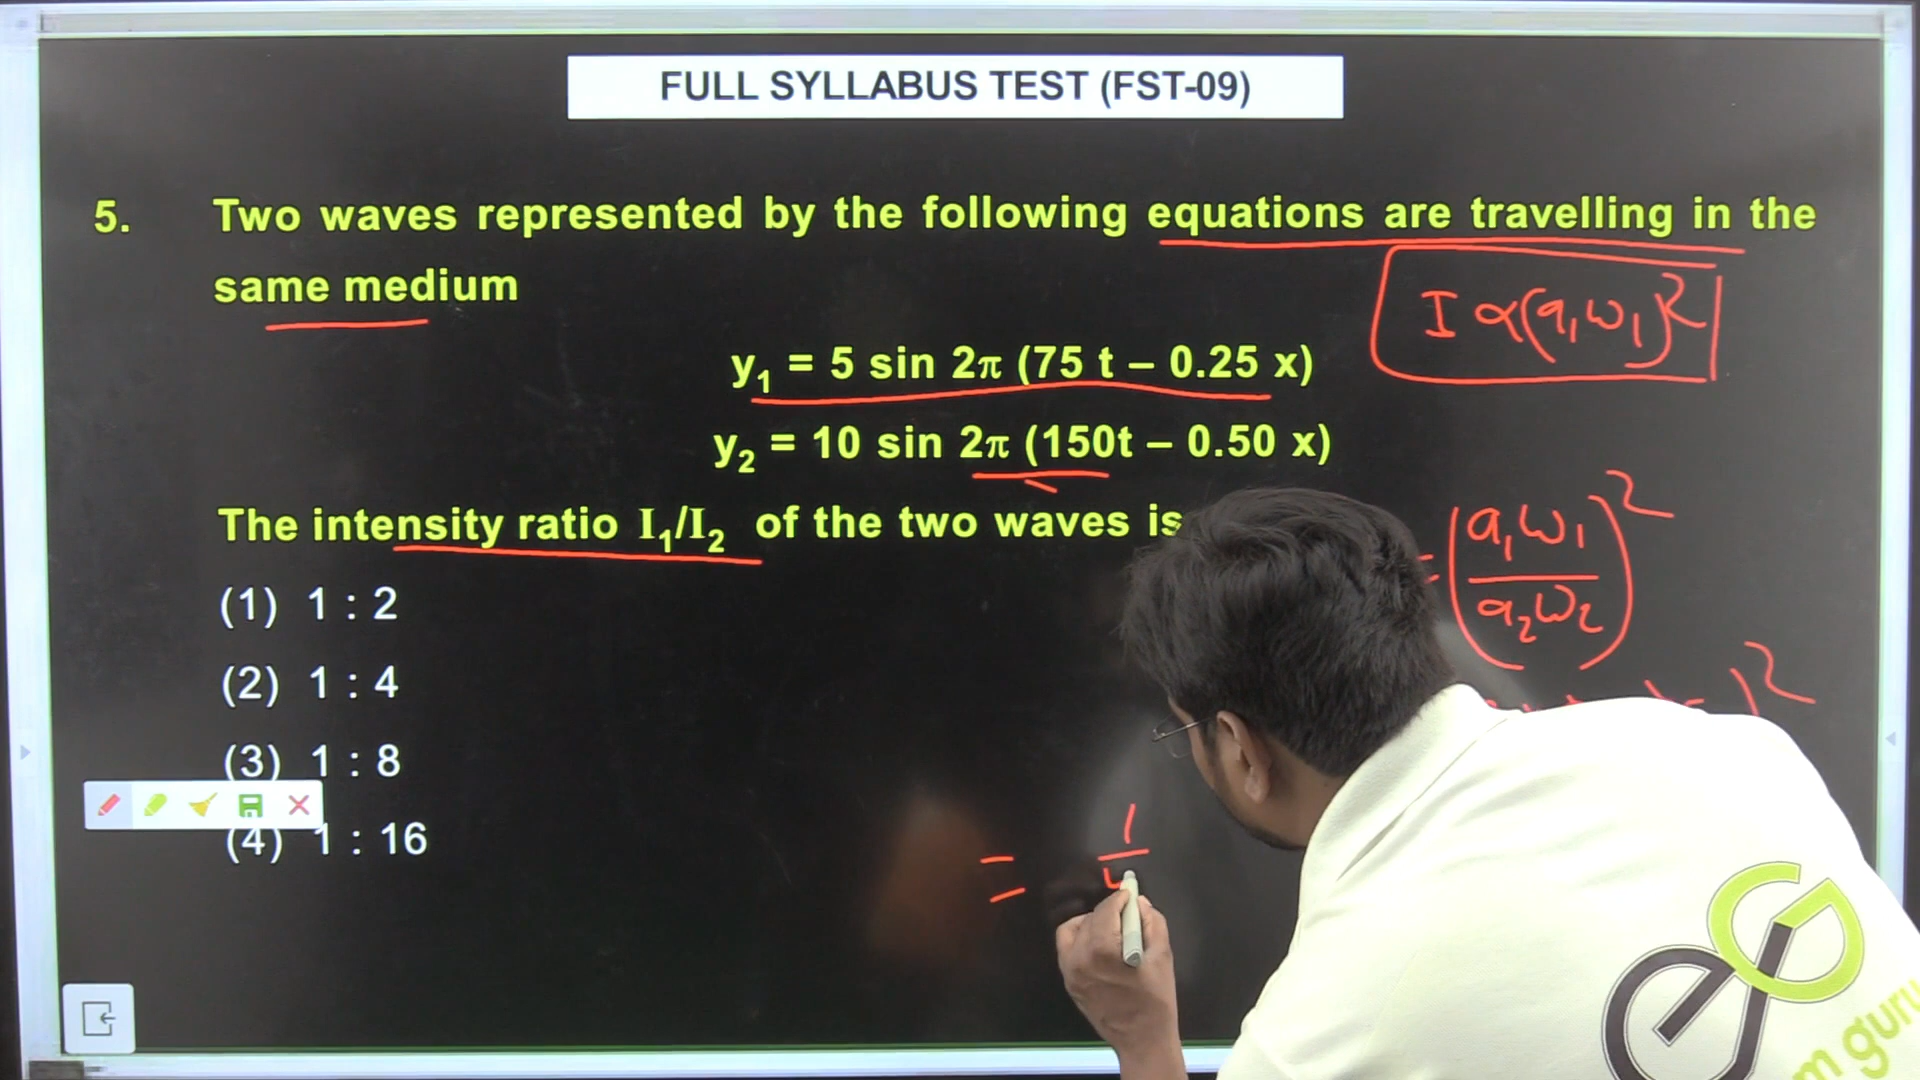 FULL SYLLABUS TEST (FST-09)
5. Two waves represented by the following equations are travelling in the
same medium
I ∝ (a₁ω₁)²
y₁ = 5 sin 2π (75 t – 0.25 x)
y₂ = 10 sin 2π (150t – 0.50 x)
The intensity ratio I₁/I₂ of the two waves is
= (a₁ω₁/a₂ω₂)²
(1) 1 : 2
(2) 1 : 4
(3) 1 : 8
(4) 1 : 16
= 1/
guru